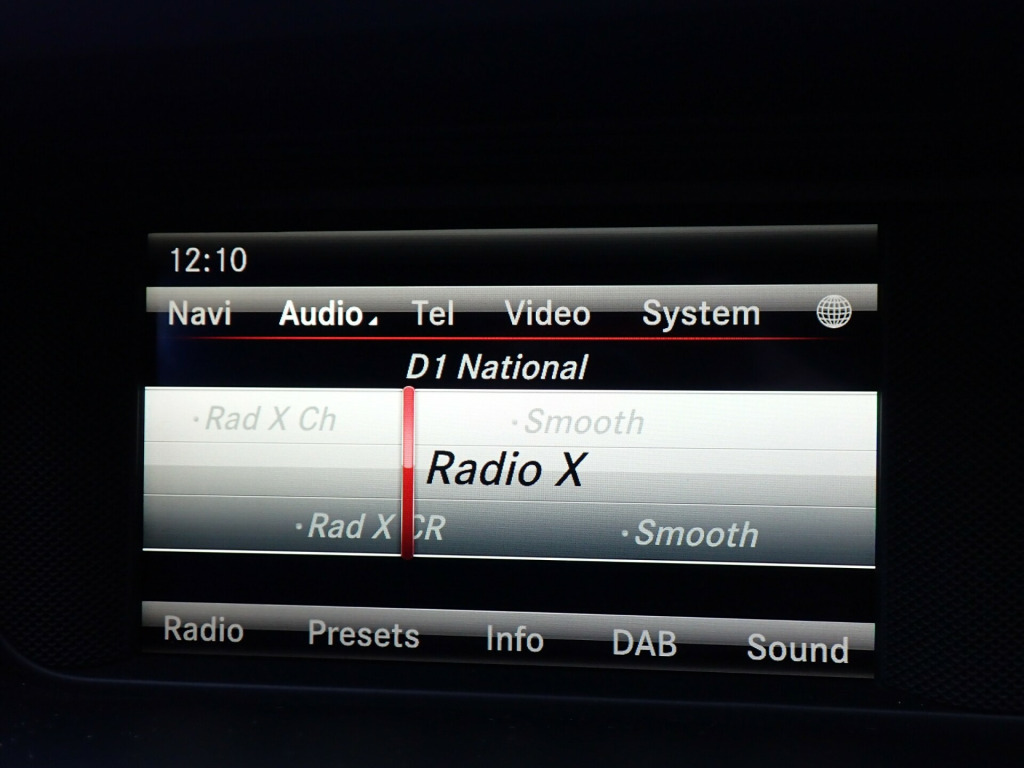 12:10
Navi Audio Tel Video System
D1 National
·Rad X Ch ·Smooth
Radio X
·Rad X CR ·Smooth
Radio Presets Info DAB Sound